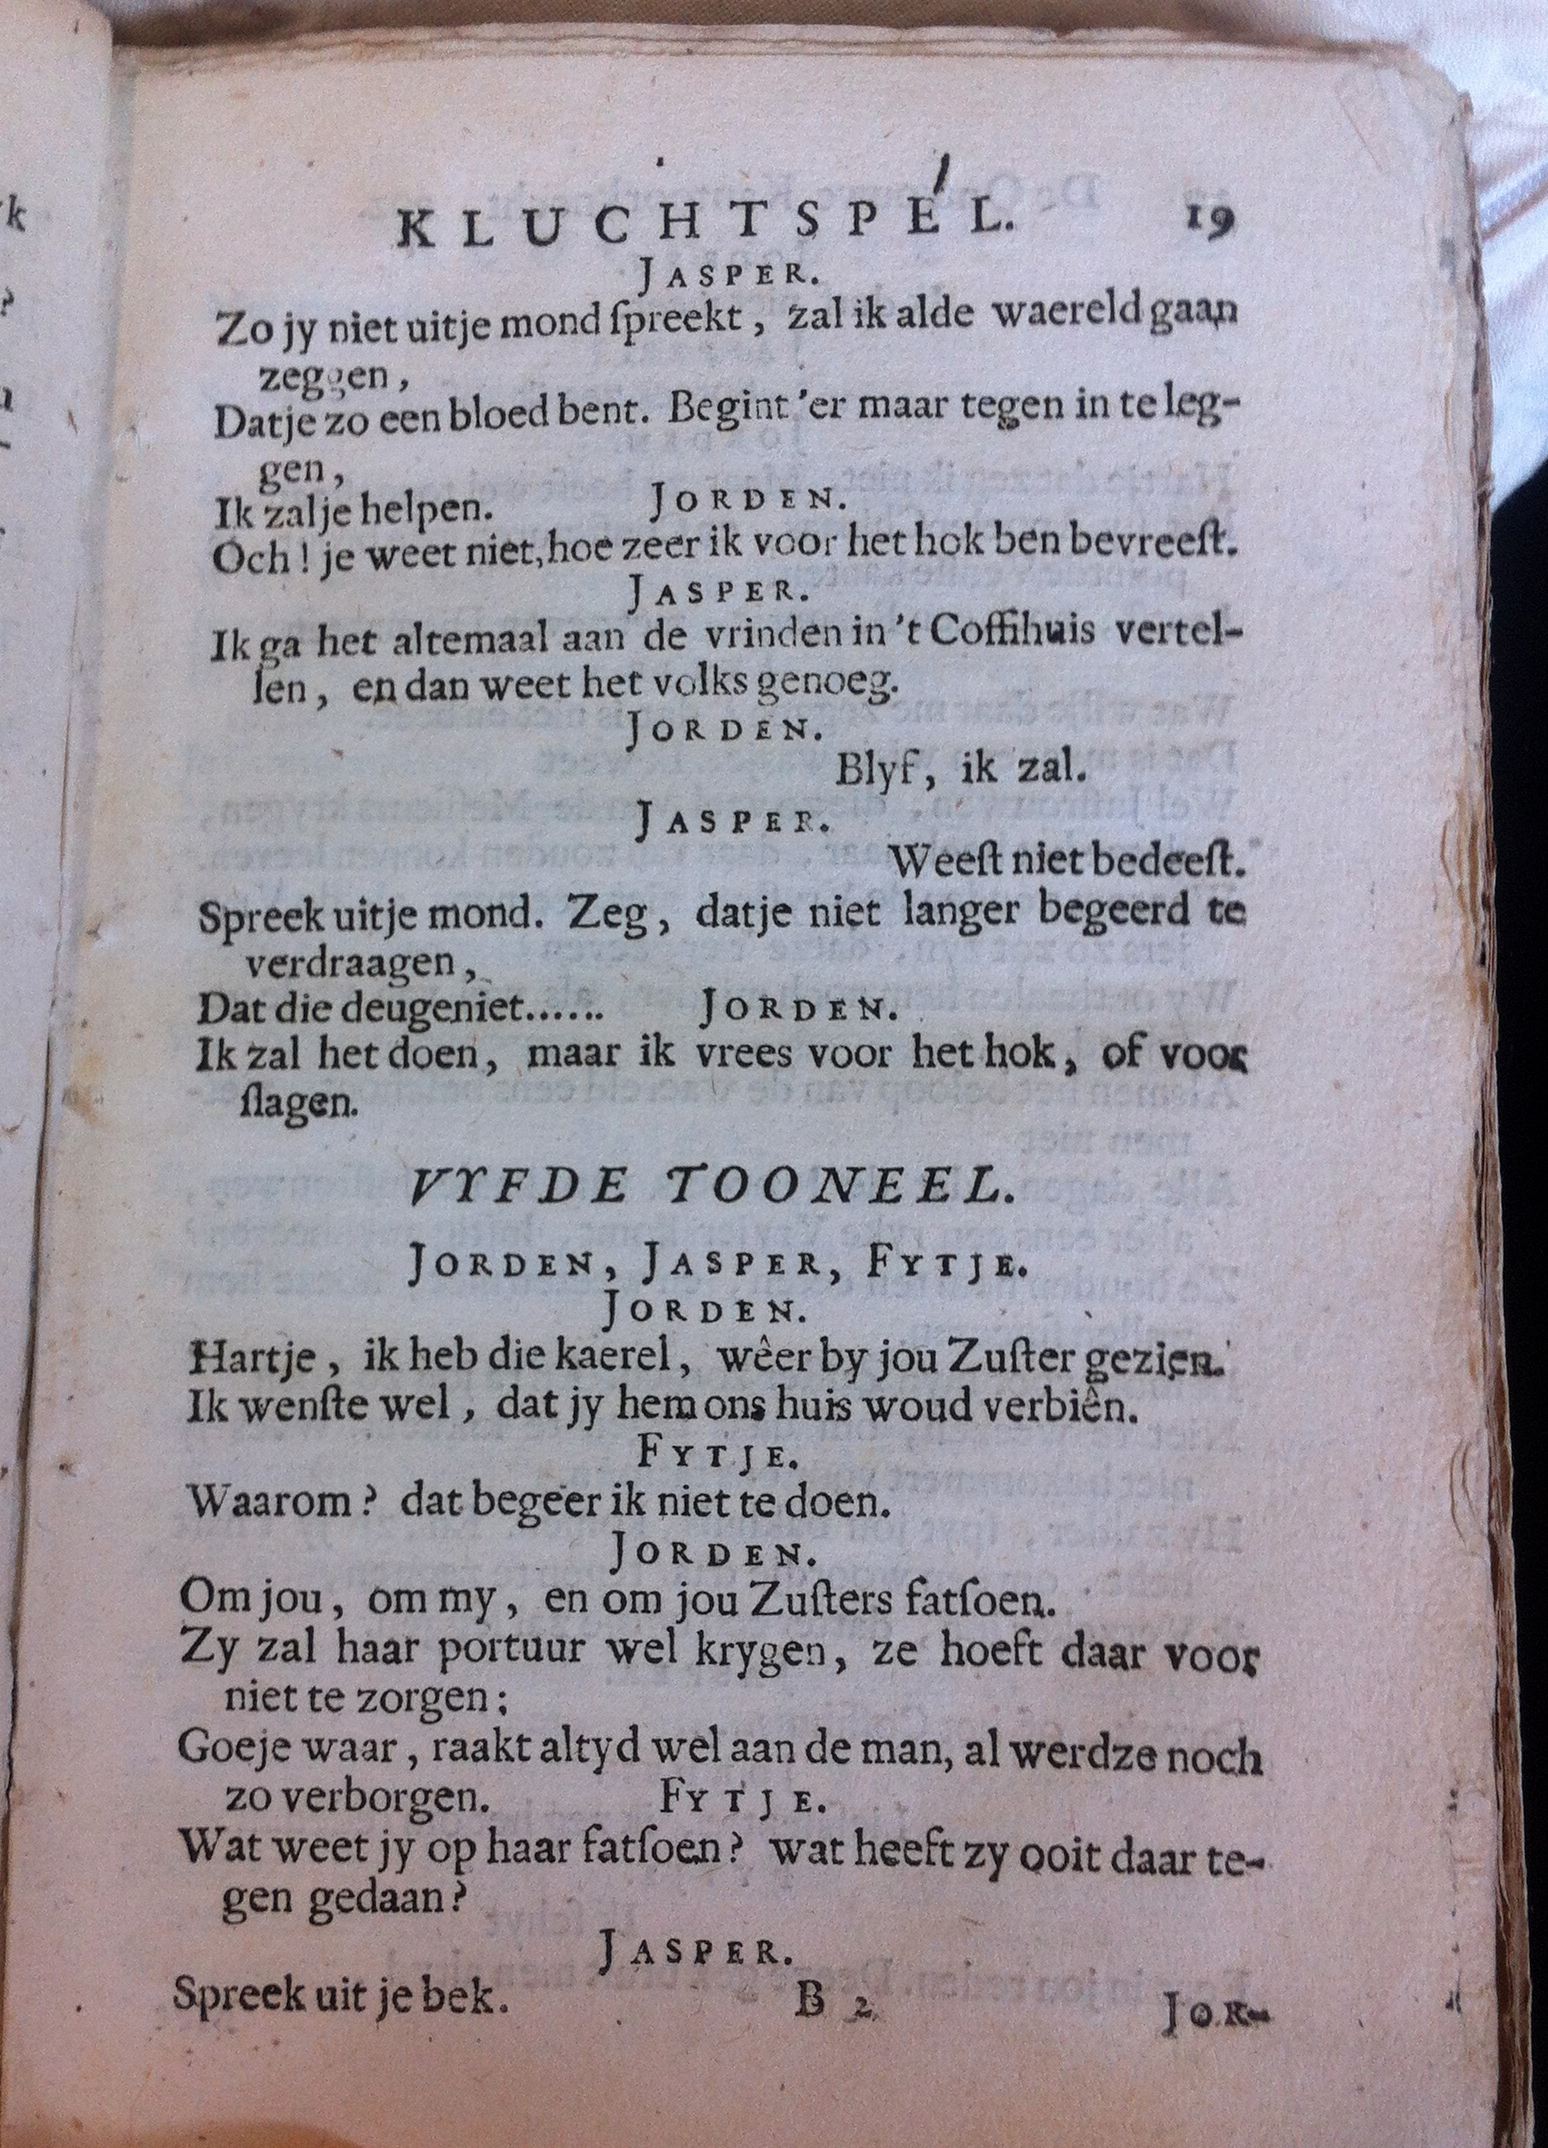 KLUCHTSPEL. 19
JASPER.
Zo jy niet uitje mond ſpreekt, zal ik alde waereld gaan
zeggen,
Datje zo een bloed bent. Begint 'er maar tegen in te leg-
gen,
Ik zalje helpen. JORDEN.
Och! je weet niet, hoe zeer ik voor het hok ben bevreeſt.
JASPER.
Ik ga het altemaal aan de vrinden in 't Coffihuis vertel-
len, en dan weet het volks genoeg.
JORDEN.
Blyf, ik zal.
JASPER.
Weeſt niet bedeeſt.
Spreek uitje mond. Zeg, datje niet langer begeerd te
verdraagen,
Dat die deugeniet...... JORDEN.
Ik zal het doen, maar ik vrees voor het hok, of voor
ſlagen.
VYFDE TOONEEL.
JORDEN, JASPER, FYTJE.
JORDEN.
Hartje, ik heb die kaerel, wêer by jou Zuſter gezien.
Ik wenſte wel, dat jy hem ons huis woud verbiên.
FYTJE.
Waarom? dat begeer ik niet te doen.
JORDEN.
Om jou, om my, en om jou Zuſters fatſoen.
Zy zal haar portuur wel krygen, ze hoeft daar voor
niet te zorgen;
Goeje waar, raakt altyd wel aan de man, al werdze noch
zo verborgen. FYTJE.
Wat weet jy op haar fatſoen? wat heeft zy ooit daar te-
gen gedaan?
JASPER.
Spreek uit je bek. B 2 JOR-